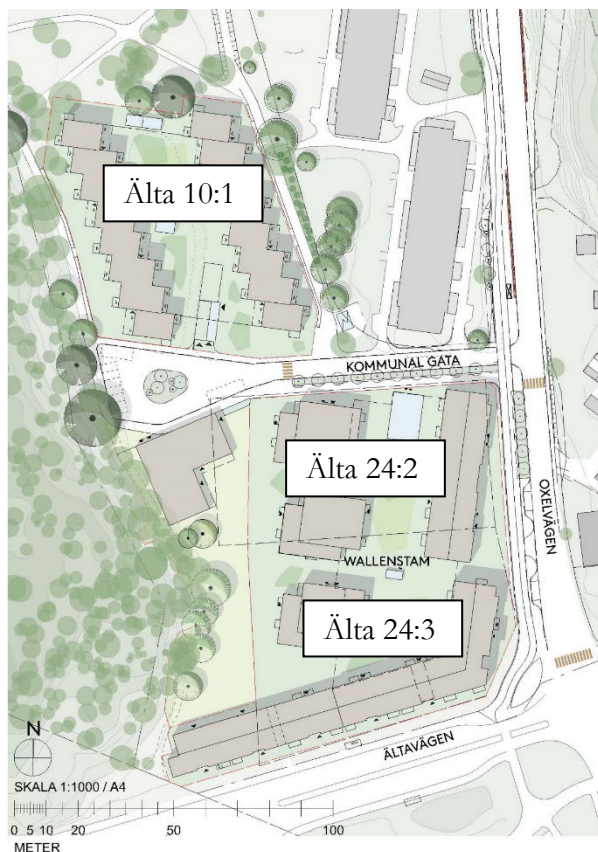 Älta 10:1
KOMMUNAL GATA
Älta 24:2
OXELVÄGEN
WALLENSTAM
Älta 24:3
N
ÄLTAVÄGEN
SKALA 1:1000 / A4
0 5 10 20 50 100
METER